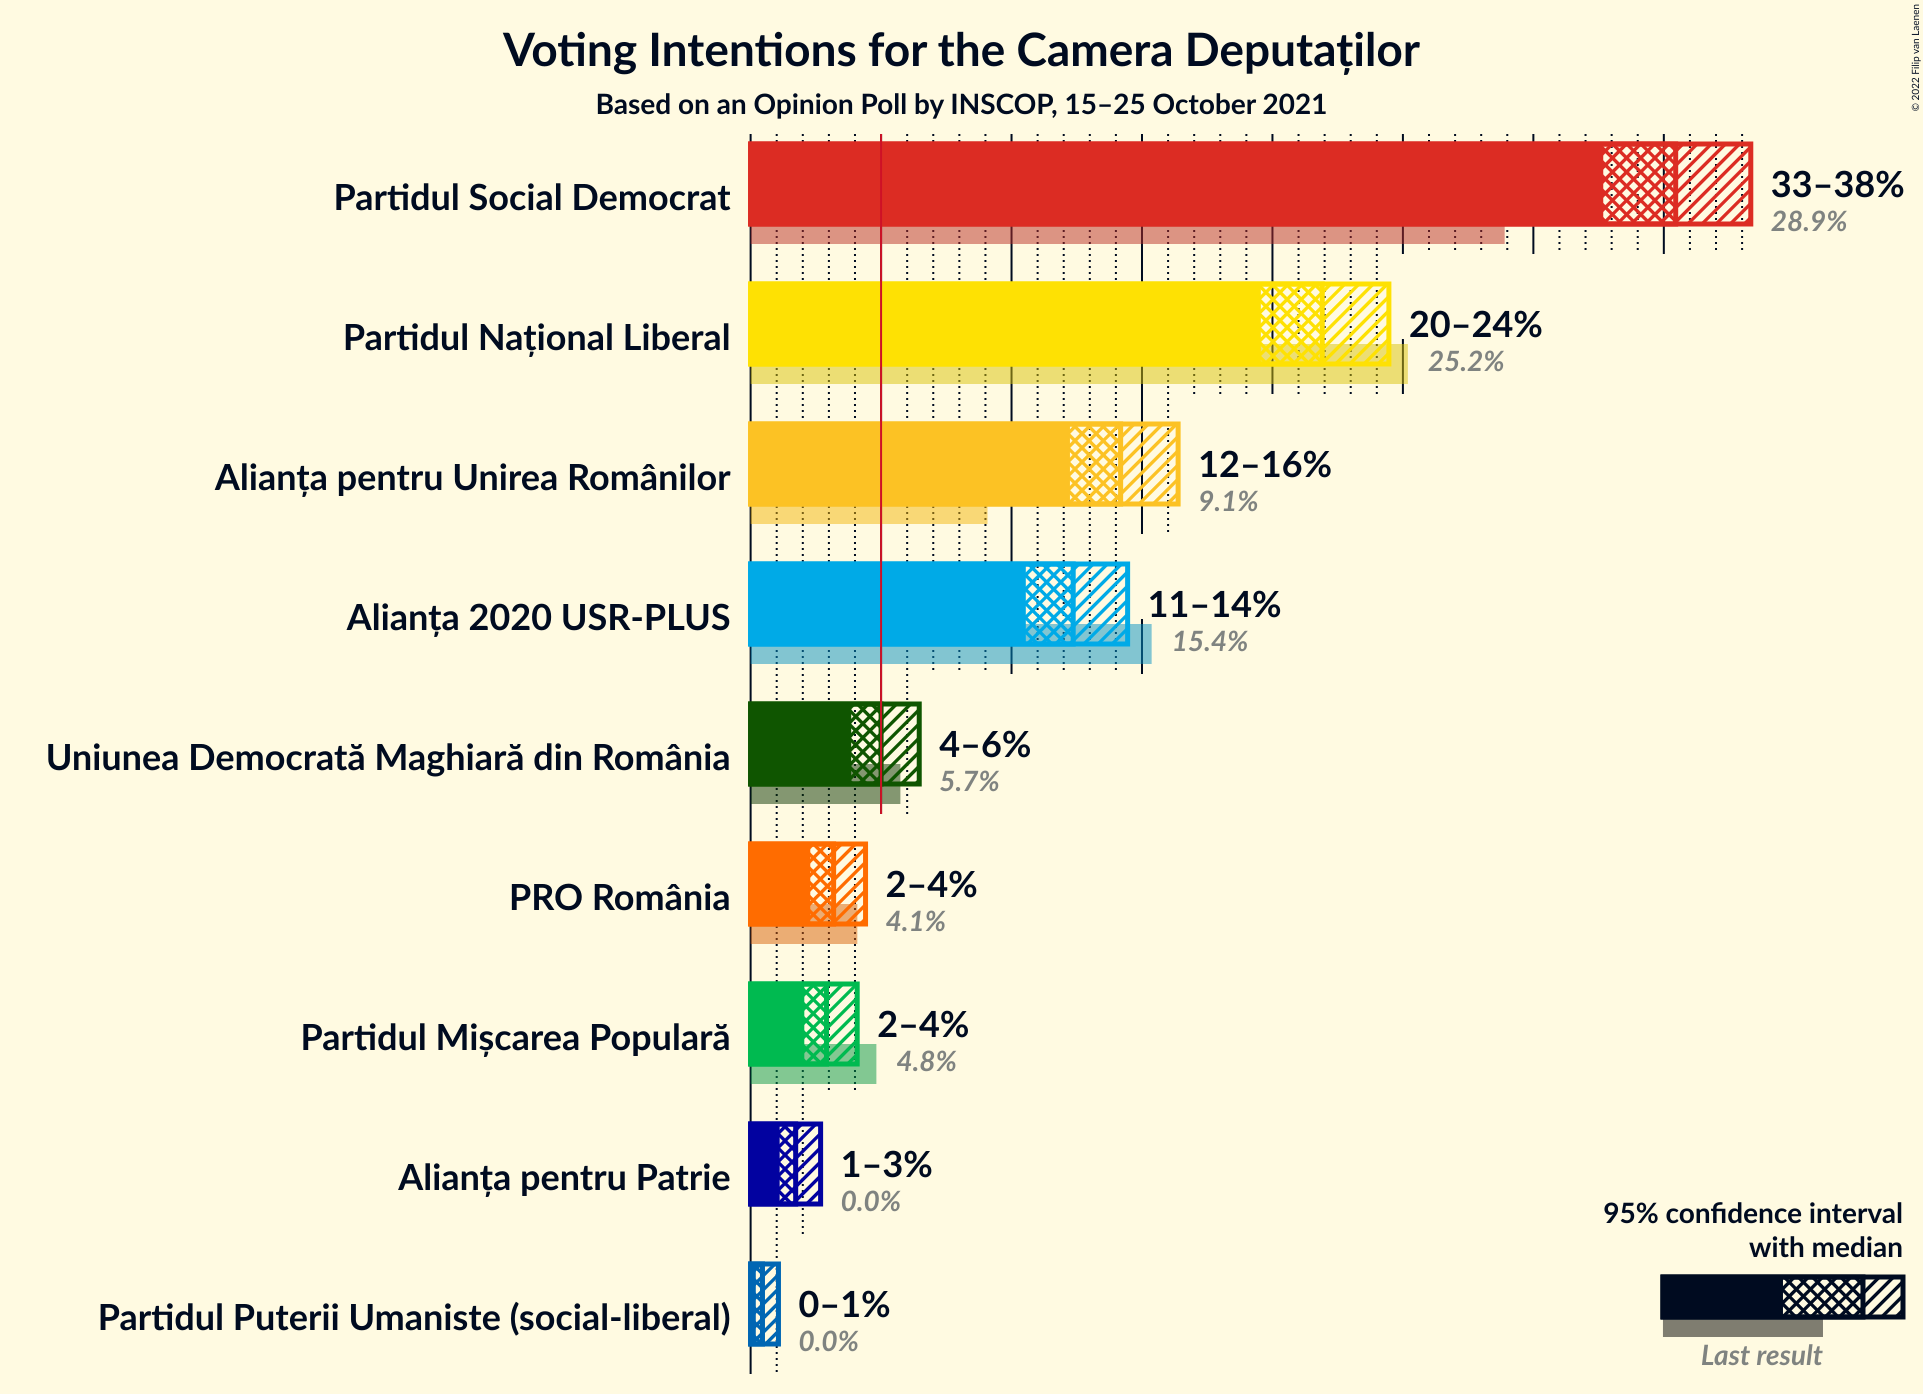 Voting Intentions for the Camera Deputaților
Based on an Opinion Poll by INSCOP, 15–25 October 2021
© 2022 Filip van Laenen
Partidul Social Democrat
33–38%
28.9%
Partidul Național Liberal
20–24%
25.2%
Alianța pentru Unirea Românilor
12–16%
9.1%
Alianța 2020 USR-PLUS
11–14%
15.4%
Uniunea Democrată Maghiară din România
4–6%
5.7%
PRO România
2–4%
4.1%
Partidul Mișcarea Populară
2–4%
4.8%
Alianța pentru Patrie
1–3%
0.0%
Partidul Puterii Umaniste (social-liberal)
0–1%
0.0%
95% confidence interval
with median
Last result